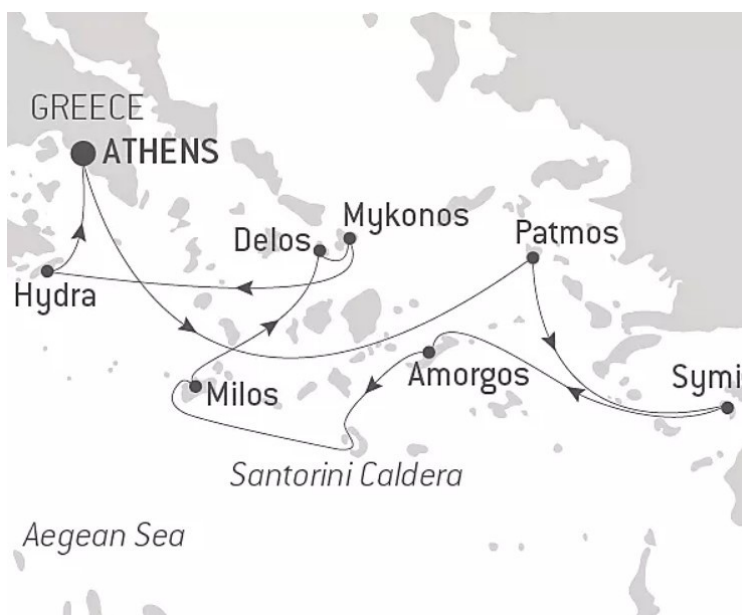 GREECE
ATHENS
Mykonos
Delos
Patmos
Hydra
Amorgos
Symi
Milos
Santorini Caldera
Aegean Sea